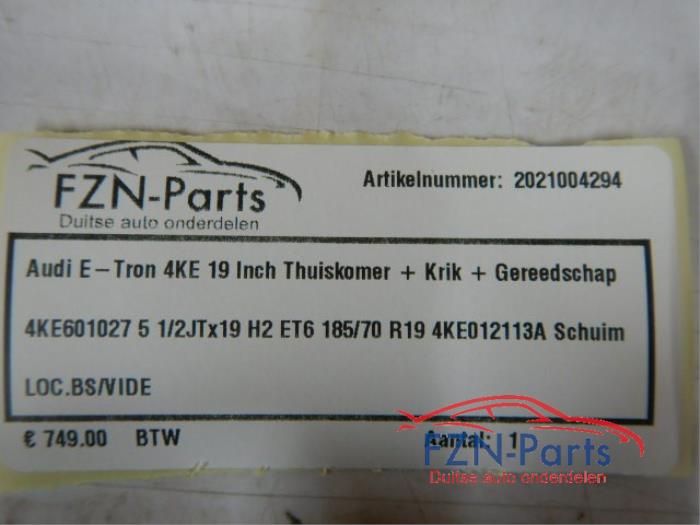 FZN-Parts
Duitse auto onderdelen
Artikelnummer: 2021004294
Audi E-Tron 4KE 19 Inch Thuiskomer + Krik + Gereedschap
4KE601027 5 1/2JTx19 H2 ET6 185/70 R19 4KE012113A Schuim
LOC.BS/VIDE
€ 749.00 BTW
Aantal: 1
FZN-Parts
Duitse auto onderdelen